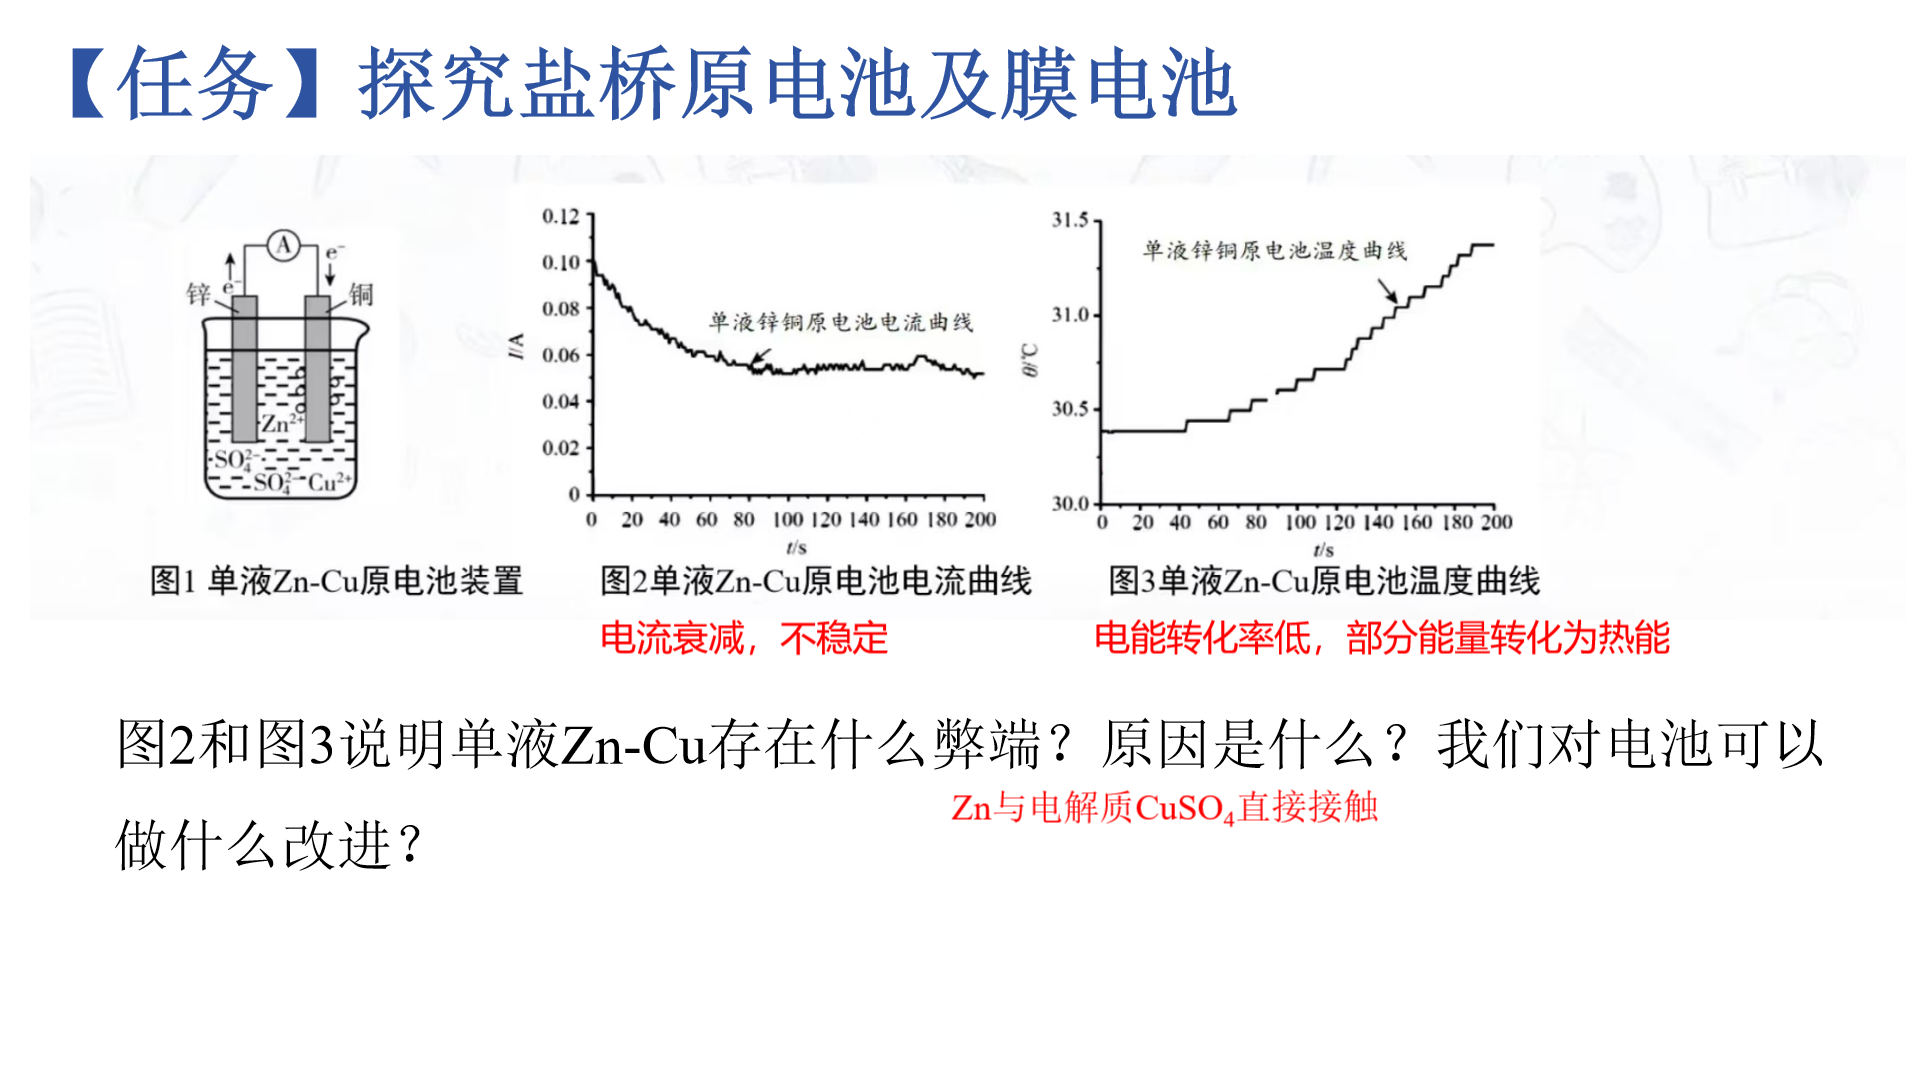 【任务】探究盐桥原电池及膜电池
A
e⁻
e⁻
锌
铜
Zn²⁺
SO₄²⁻
SO₄²⁻ Cu²⁺
图1 单液Zn-Cu原电池装置
0.12
0.10
0.08
0.06
0.04
0.02
0
I/A
单液锌铜原电池电流曲线
0 20 40 60 80 100 120 140 160 180 200
t/s
图2单液Zn-Cu原电池电流曲线
31.5
31.0
30.5
30.0
θ/℃
单液锌铜原电池温度曲线
0 20 40 60 80 100 120 140 160 180 200
t/s
图3单液Zn-Cu原电池温度曲线
电流衰减，不稳定
电能转化率低，部分能量转化为热能
图2和图3说明单液Zn-Cu存在什么弊端？原因是什么？我们对电池可以
Zn与电解质CuSO₄直接接触
做什么改进？